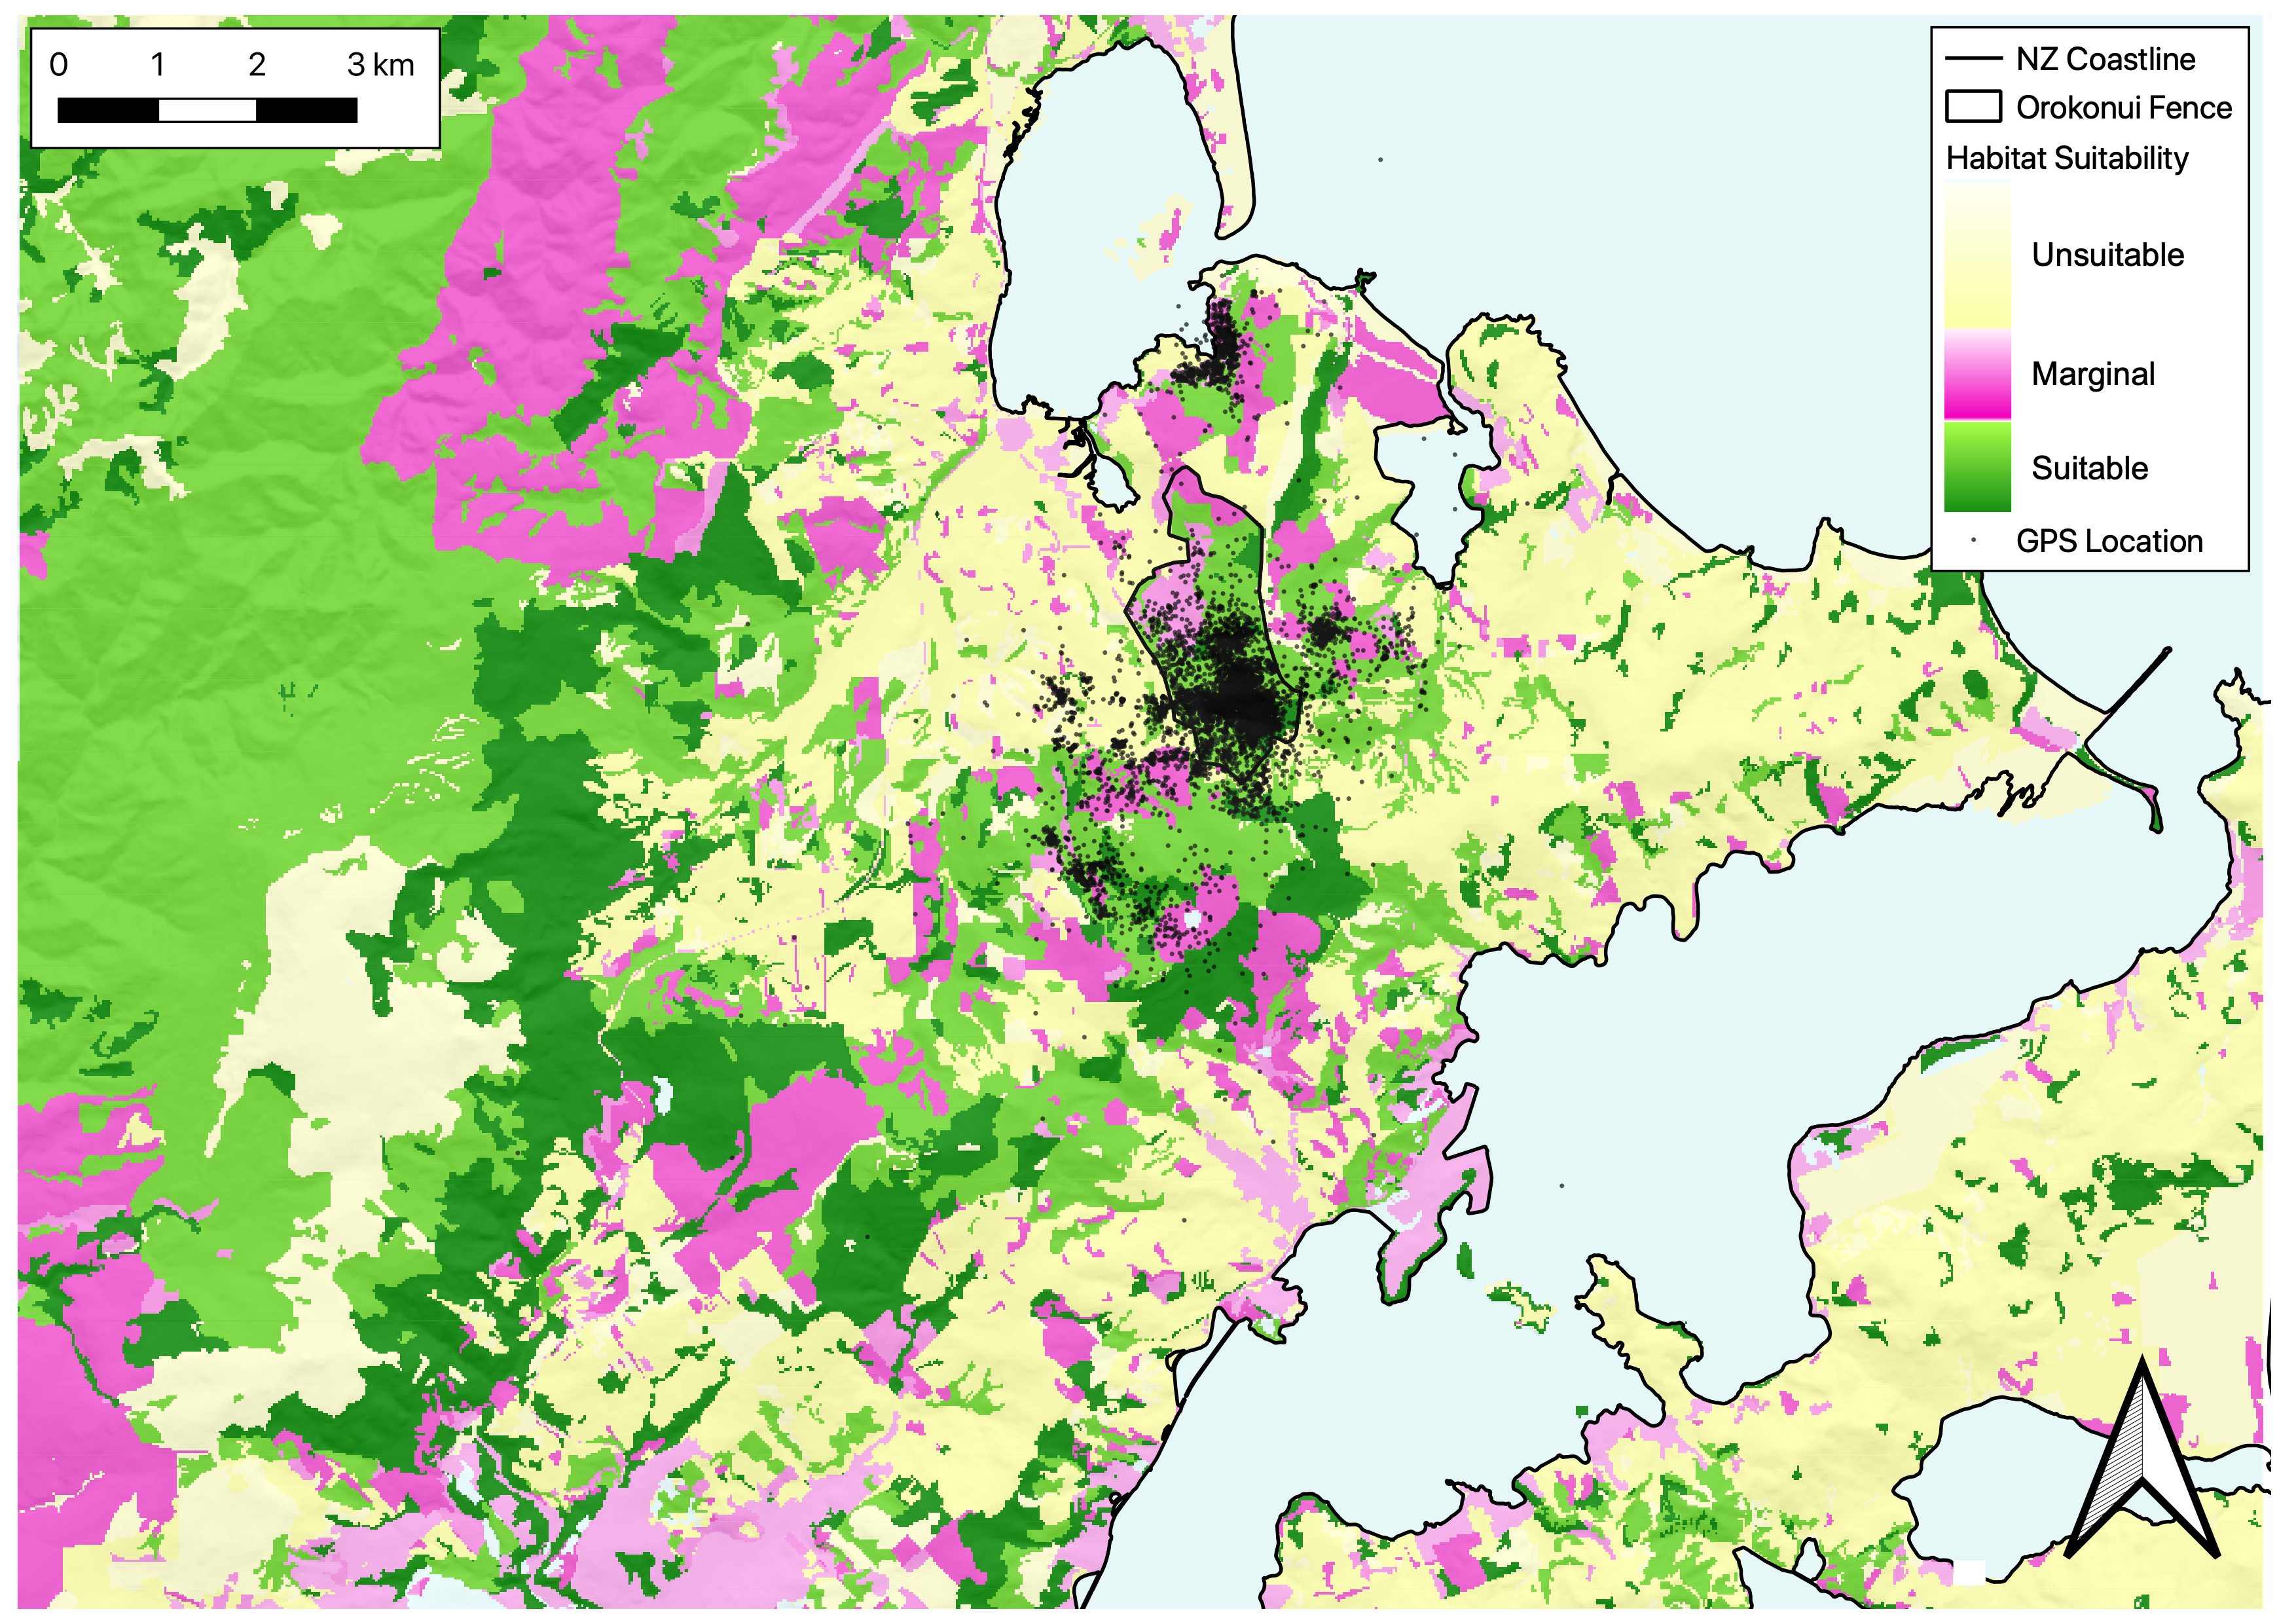 0 1 2 3 km
NZ Coastline
Orokonui Fence
Habitat Suitability
Unsuitable
Marginal
Suitable
GPS Location